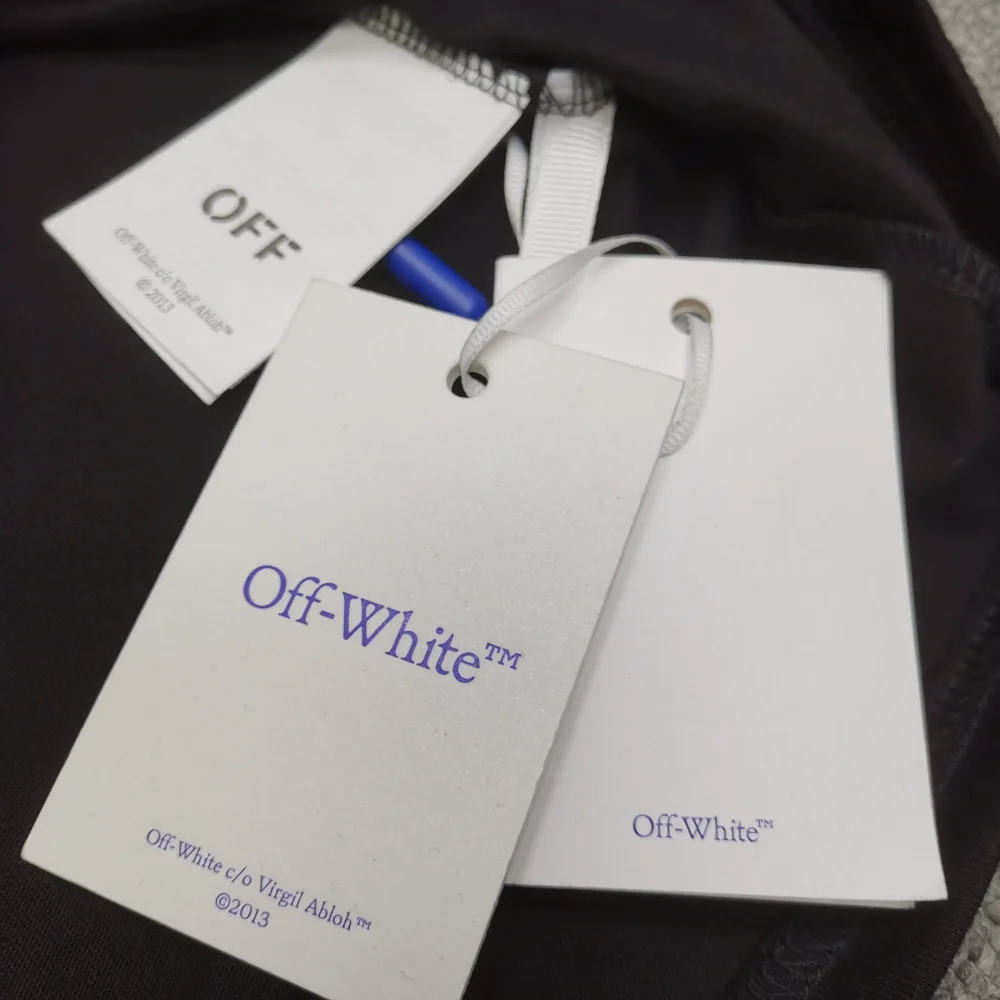 OFF
Off-White c/o Virgil Abloh™
© 2013
Off-White™
Off-White c/o Virgil Abloh™
©2013
Off-White™